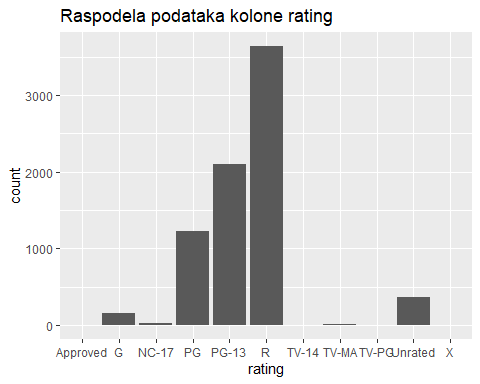 Raspodela podataka kolone rating
count
3000
2000
1000
0
Approved G NC-17 PG PG-13 R TV-14 TV-MA TV-PG Unrated X
rating